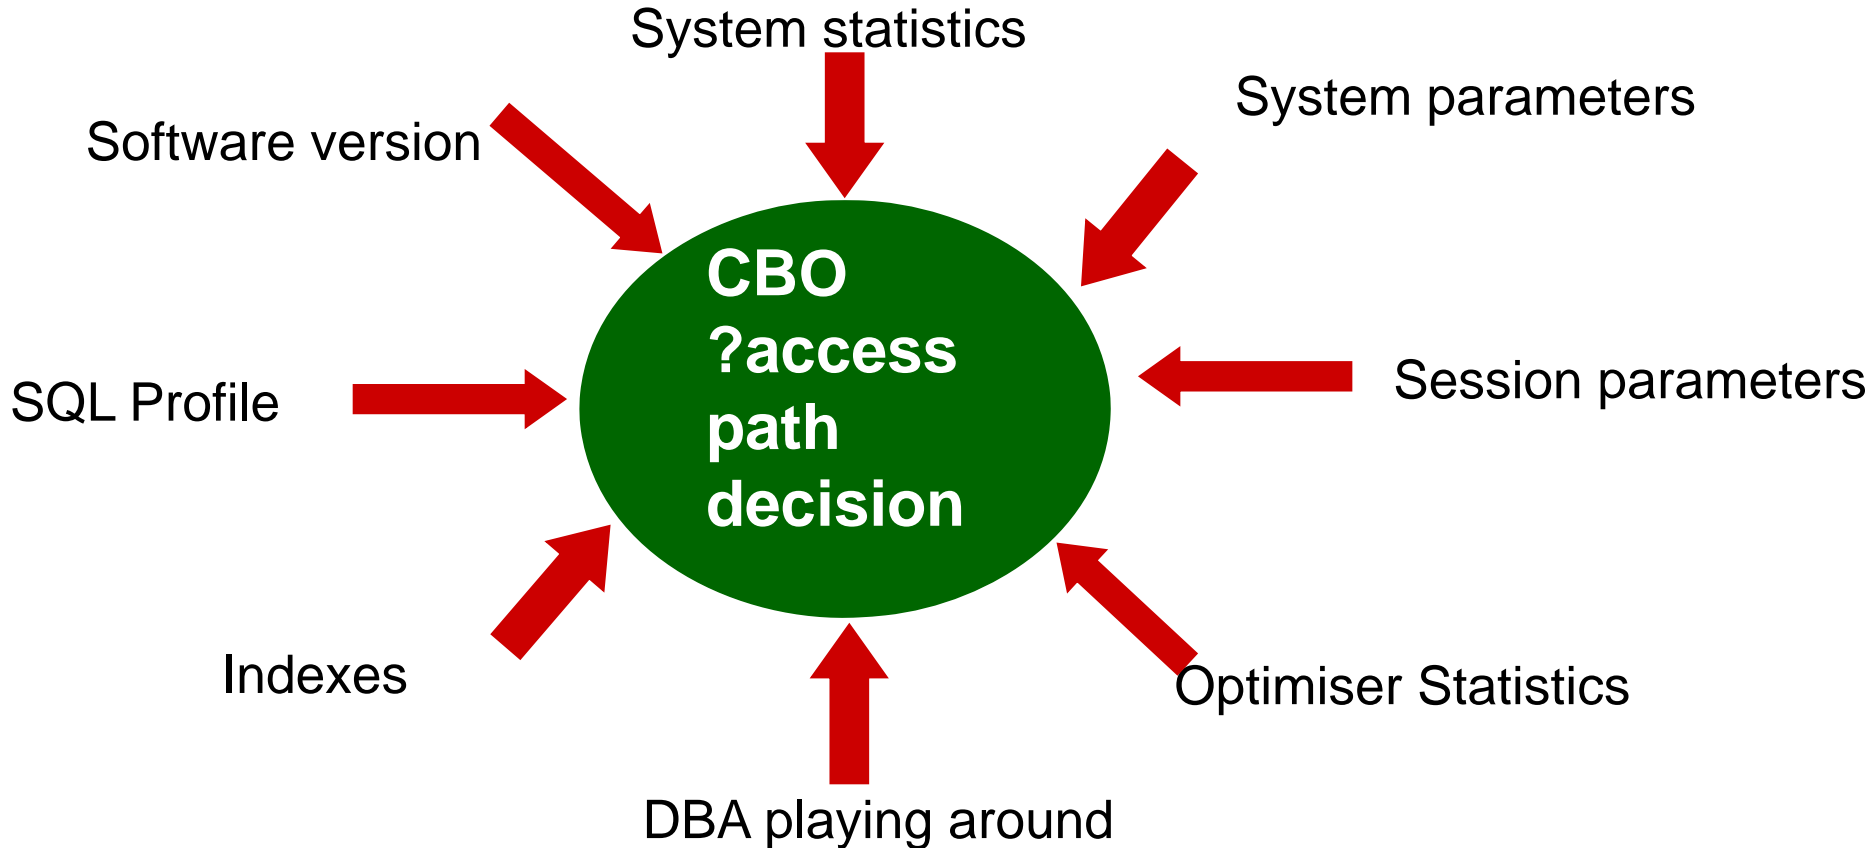 System statistics
System parameters
Software version
CBO
?access
path
decision
Session parameters
SQL Profile
Indexes
Optimiser Statistics
DBA playing around